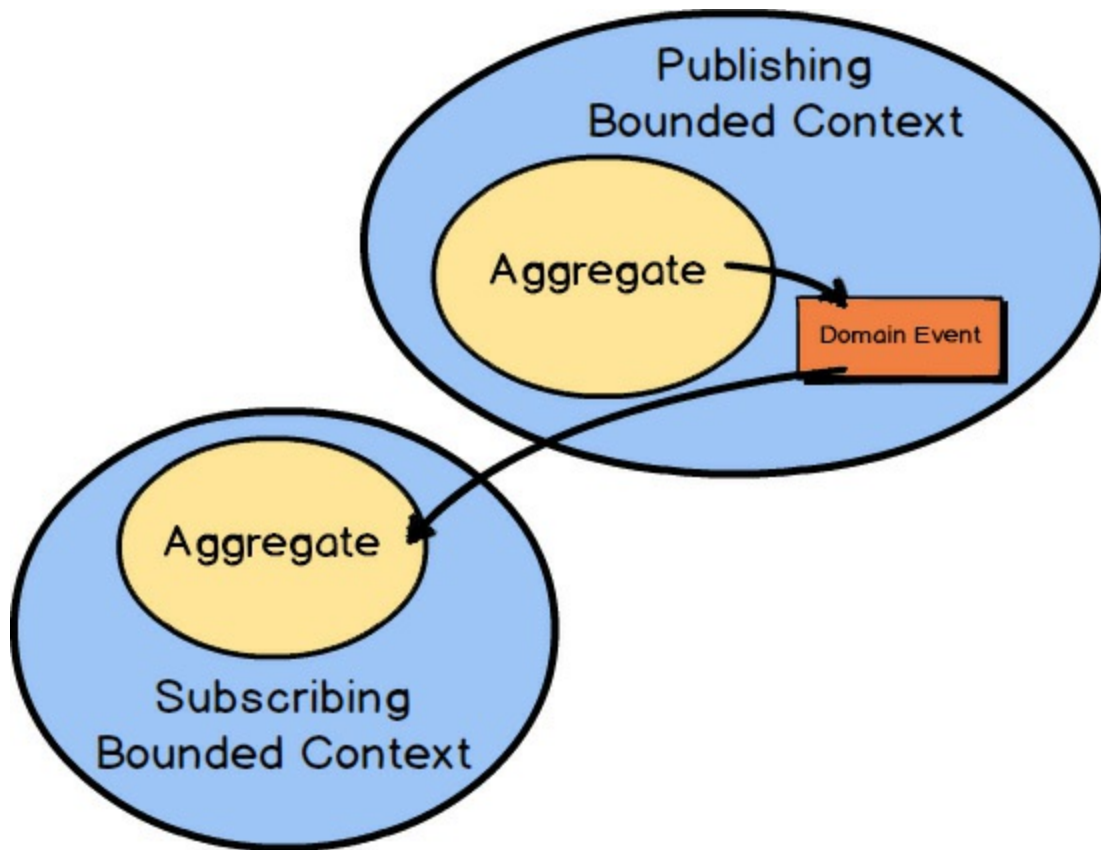 Publishing
Bounded Context
Aggregate
Domain Event
Aggregate
Subscribing
Bounded Context